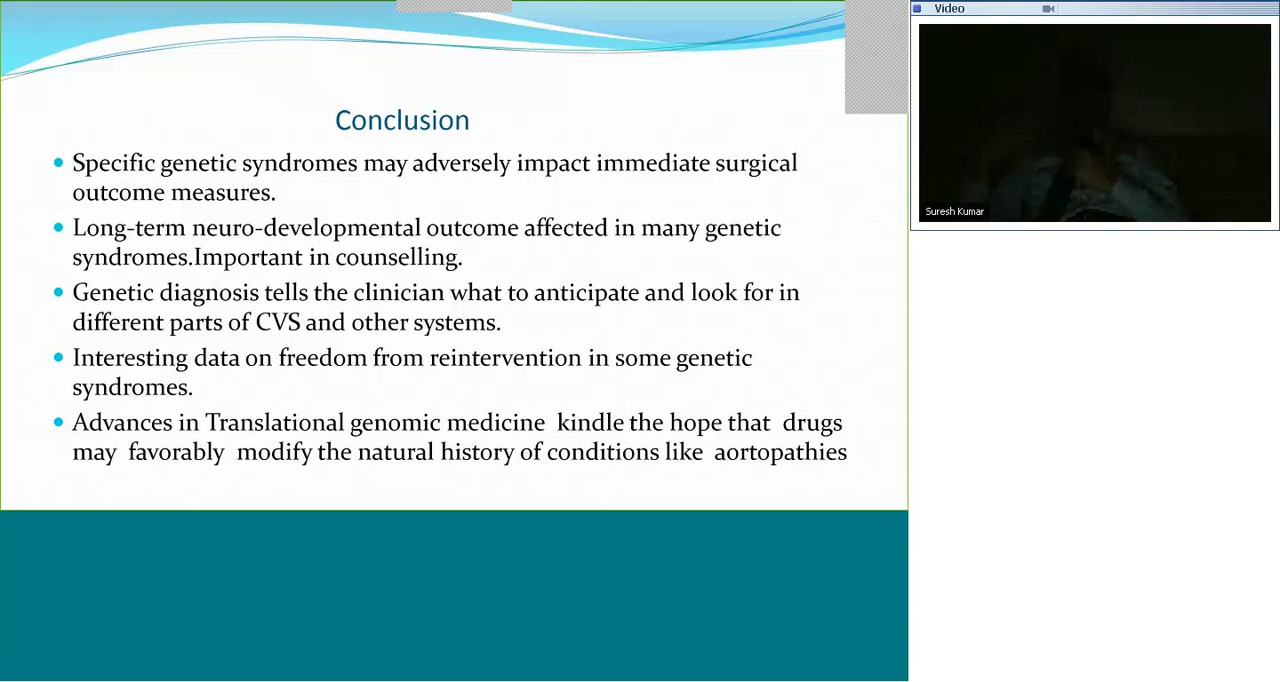 Conclusion
Specific genetic syndromes may adversely impact immediate surgical
outcome measures.
Long-term neuro-developmental outcome affected in many genetic
syndromes.Important in counselling.
Genetic diagnosis tells the clinician what to anticipate and look for in
different parts of CVS and other systems.
Interesting data on freedom from reintervention in some genetic
syndromes.
Advances in Translational genomic medicine kindle the hope that drugs
may favorably modify the natural history of conditions like aortopathies
Video
Suresh Kumar